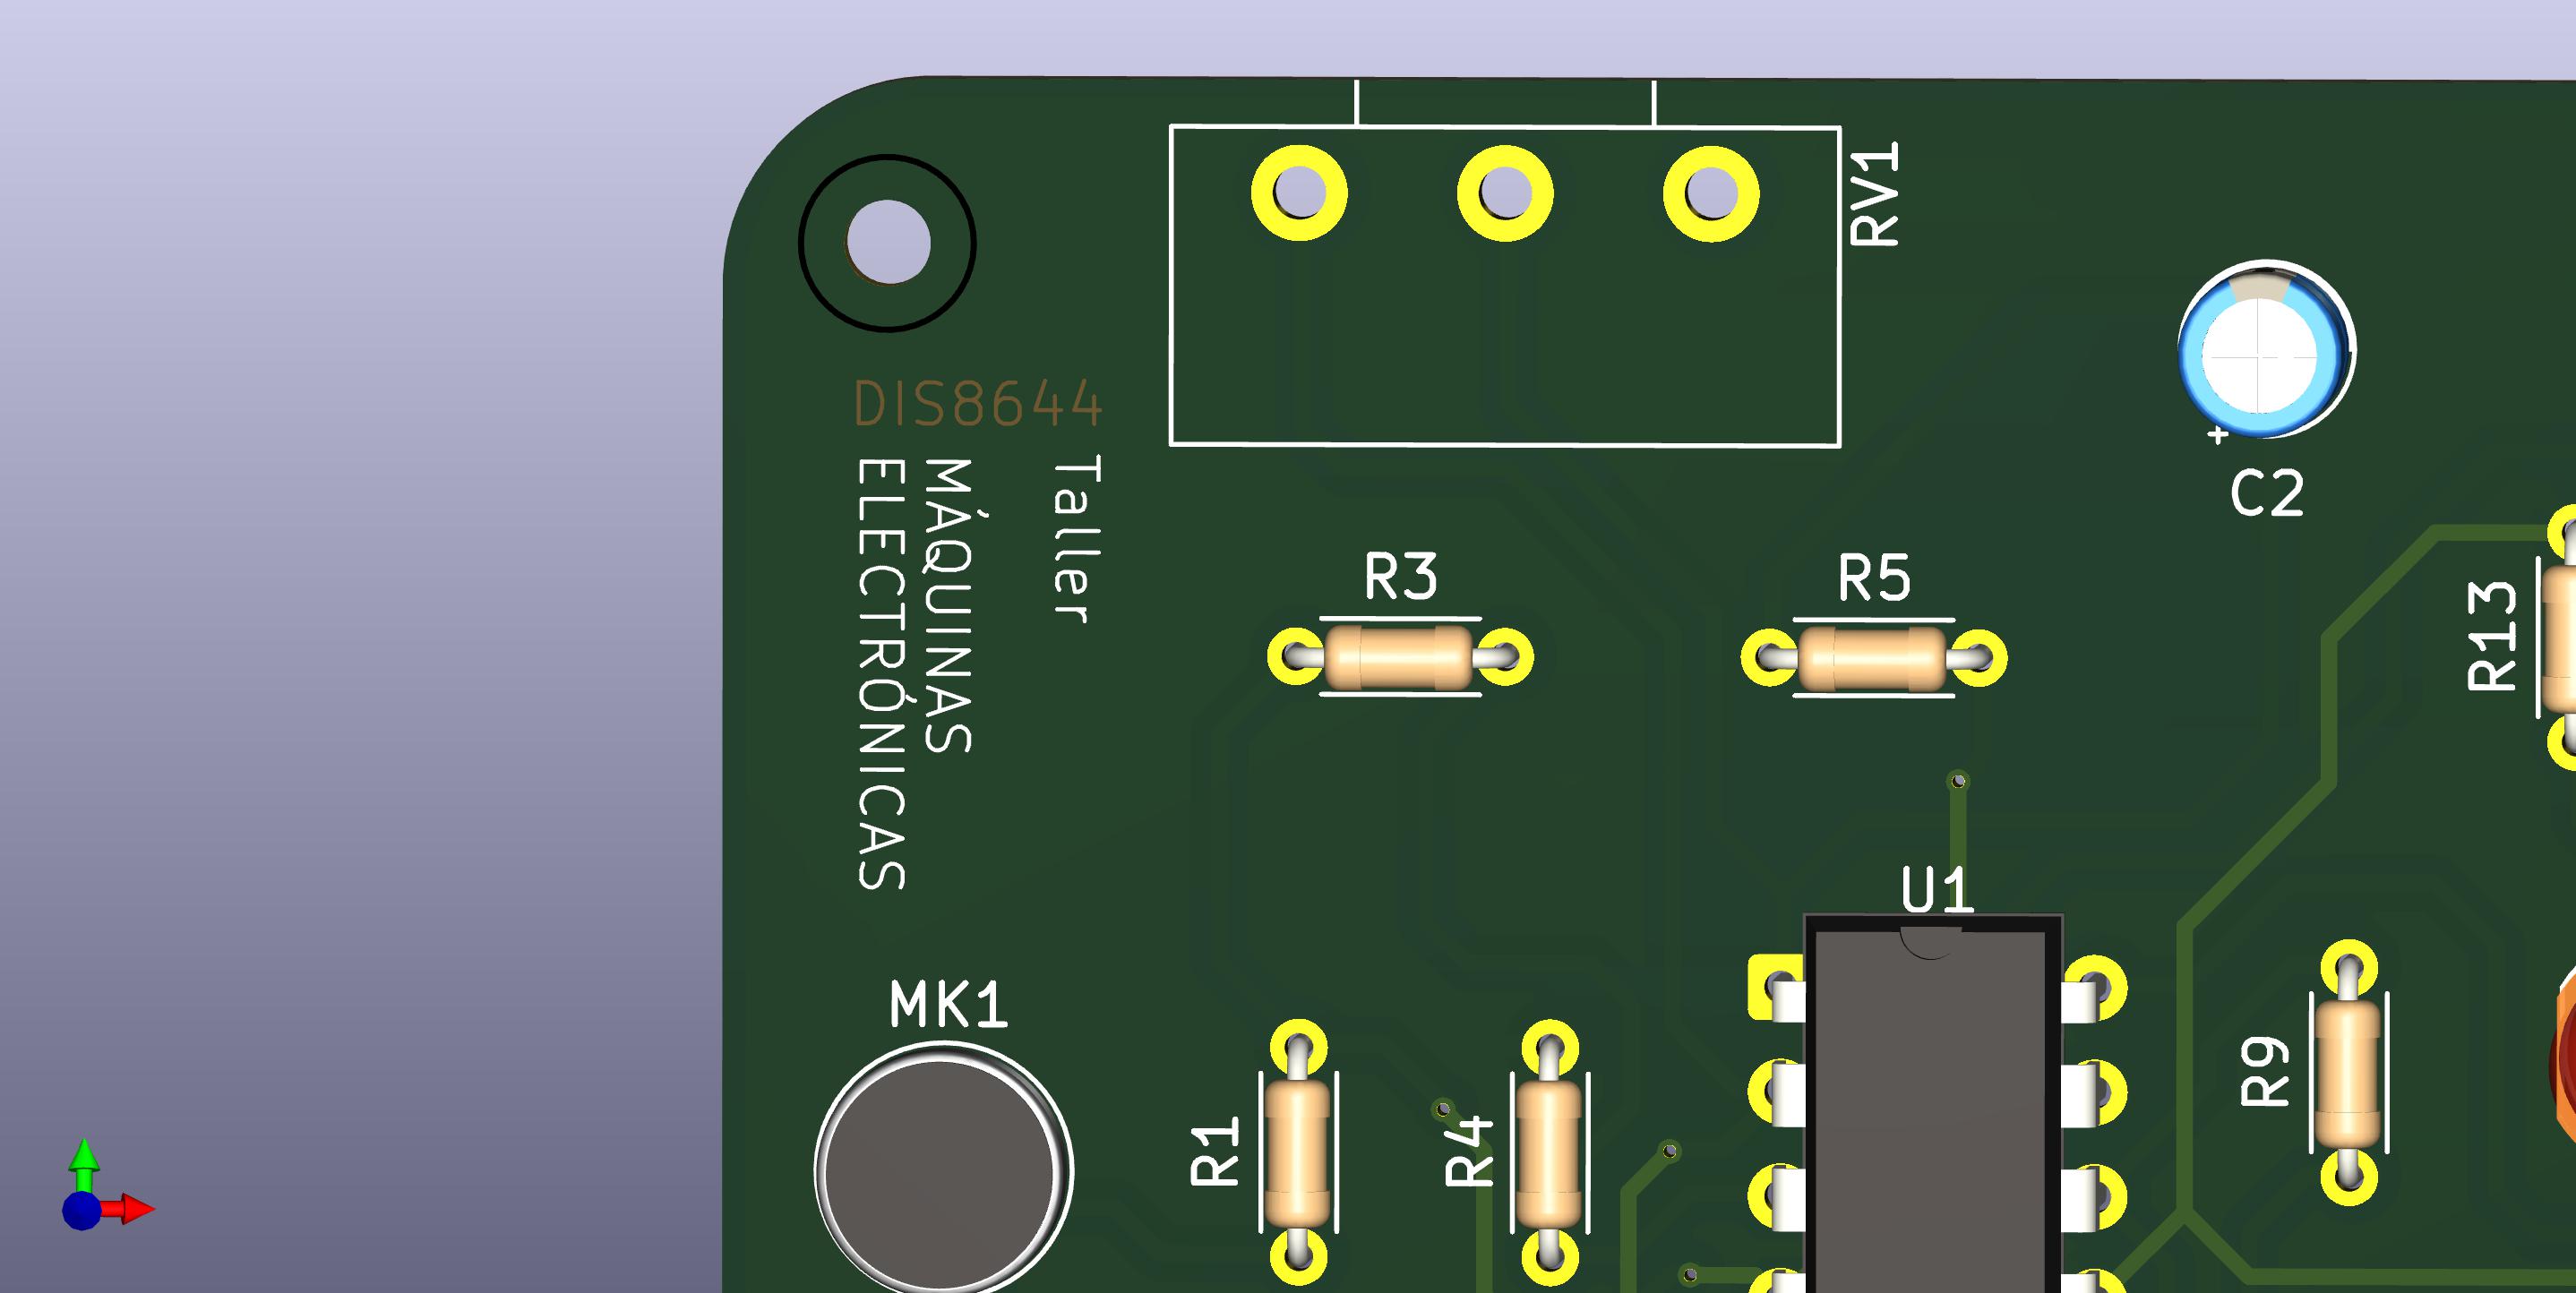 RV1
DIS8644
Taller
MÁQUINAS
ELECTRÓNICAS
+
C2
R3
R5
R13
U1
MK1
R1
R4
R9